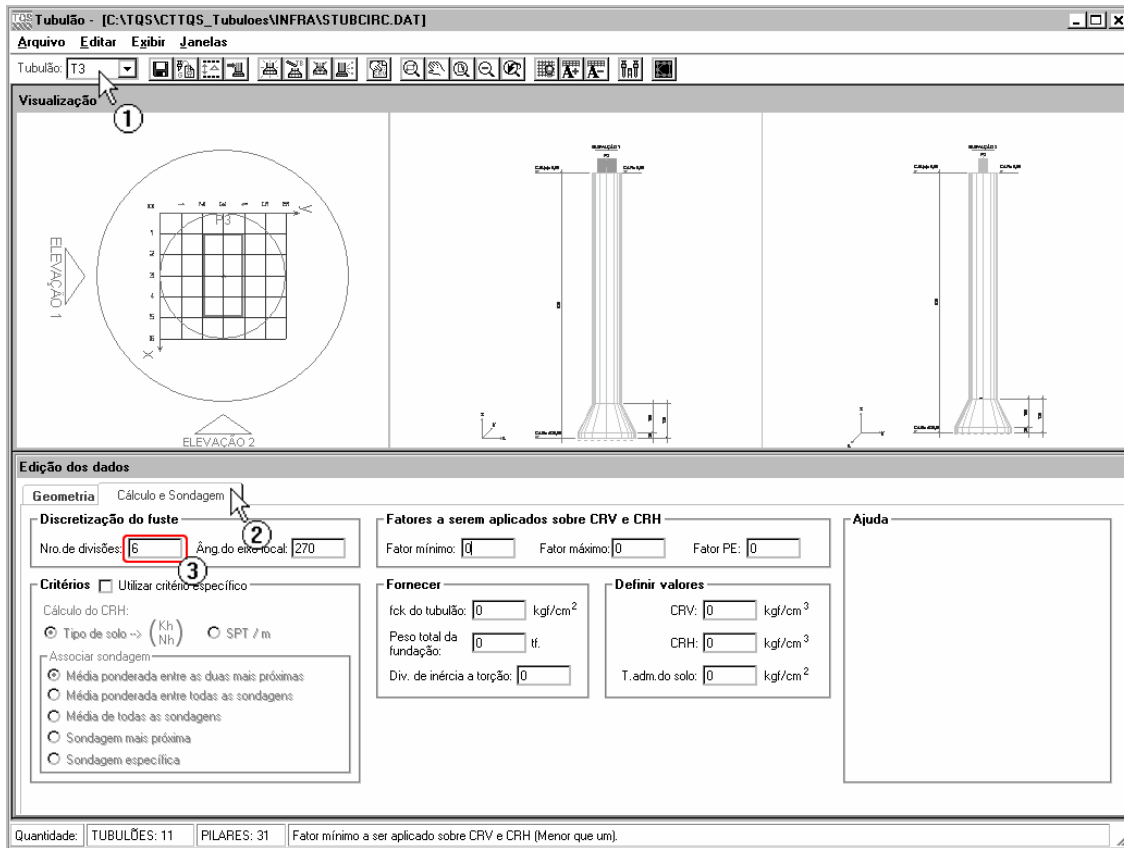 Tubulão - [C:\TQS\CTTQS_Tubuloes\INFRA\STUBCIRC.DAT]
Arquivo Editar Exibir Janelas
Tubulão: T3
Visualização
1
P3
Y
1
2
3
4
5
X
ELEVAÇÃO 1
ELEVAÇÃO 2
Edição dos dados
Geometria Cálculo e Sondagem
2
Discretização do fuste
Nro.de divisões: 6 Âng.do eixo local: 270
3
Fatores a serem aplicados sobre CRV e CRH
Fator mínimo: 0 Fator máximo: 0 Fator PE: 0
Ajuda
Critérios Utilizar critério específico
Cálculo do CRH:
Tipo de solo --> (Kh Nh) SPT / m
Associar sondagem
Média ponderada entre as duas mais próximas
Média ponderada entre todas as sondagens
Média de todas as sondagens
Sondagem mais próxima
Sondagem específica
Fornecer
fck do tubulão: 0 kgf/cm2
Peso total da
fundação: 0 tf.
Div. de inércia a torção: 0
Definir valores
CRV: 0 kgf/cm3
CRH: 0 kgf/cm3
T.adm.do solo: 0 kgf/cm2
Quantidade: TUBULÕES: 11 PILARES: 31 Fator mínimo a ser aplicado sobre CRV e CRH (Menor que um).